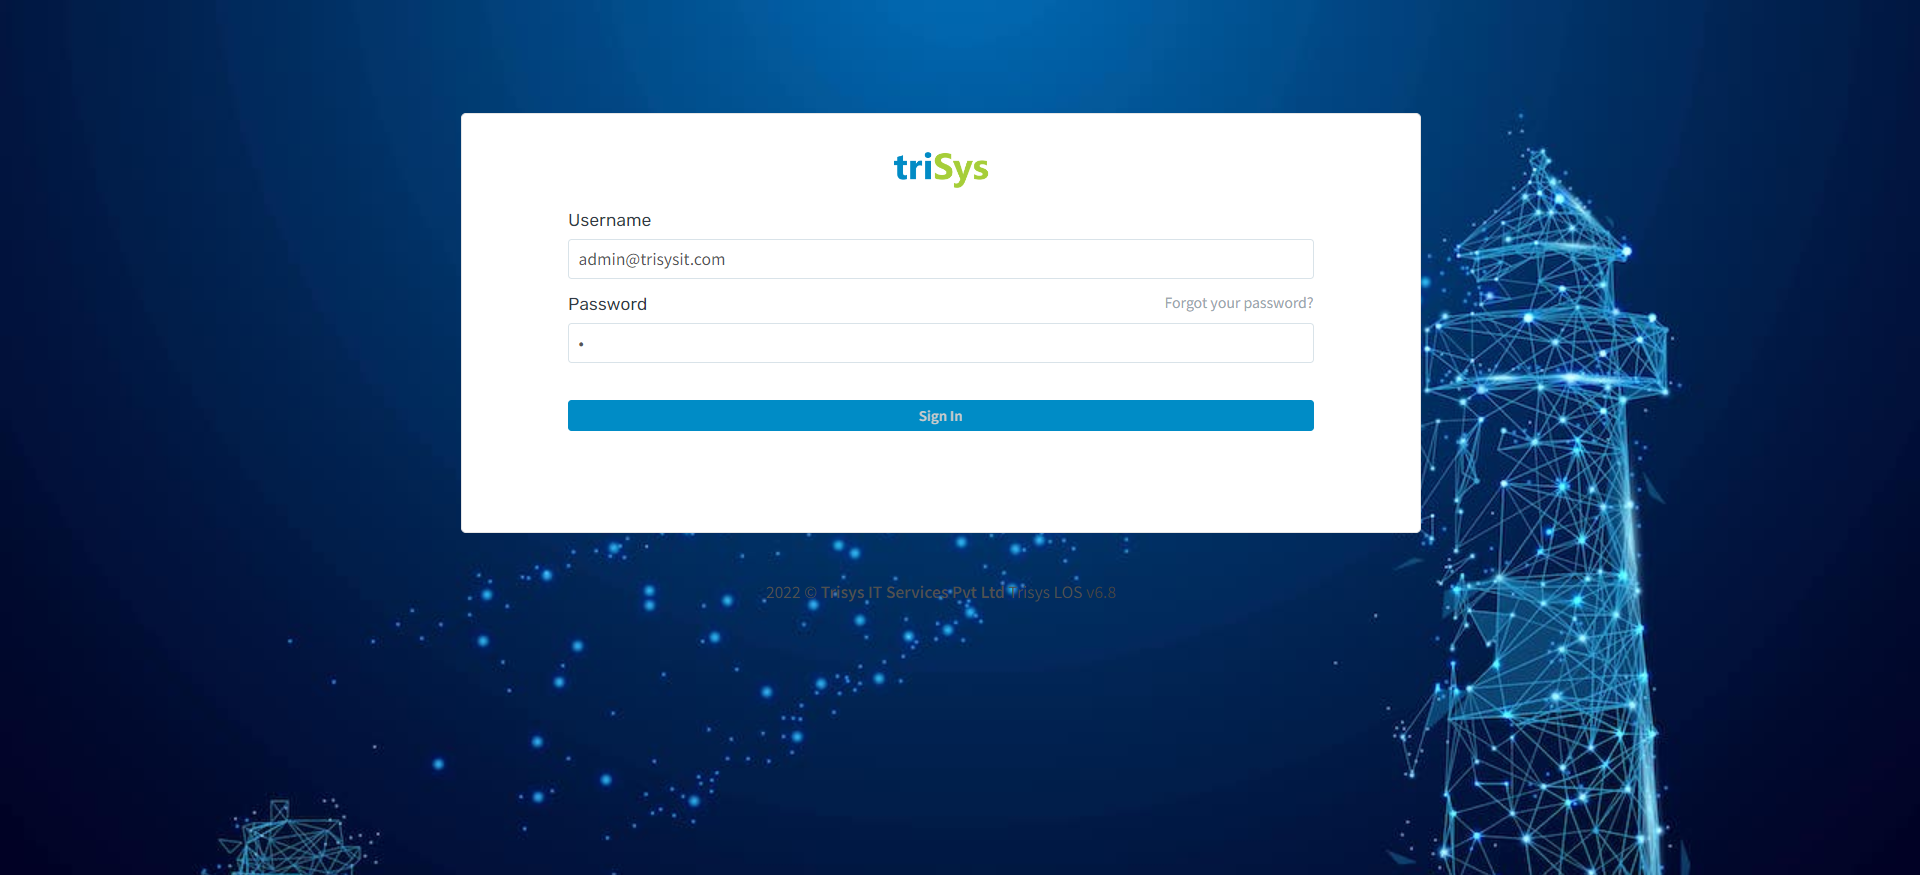 triSys
Username
admin@trisysit.com
Password
Forgot your password?
•
Sign In
2022 © Trisys IT Services Pvt Ltd Trisys LOS v6.8